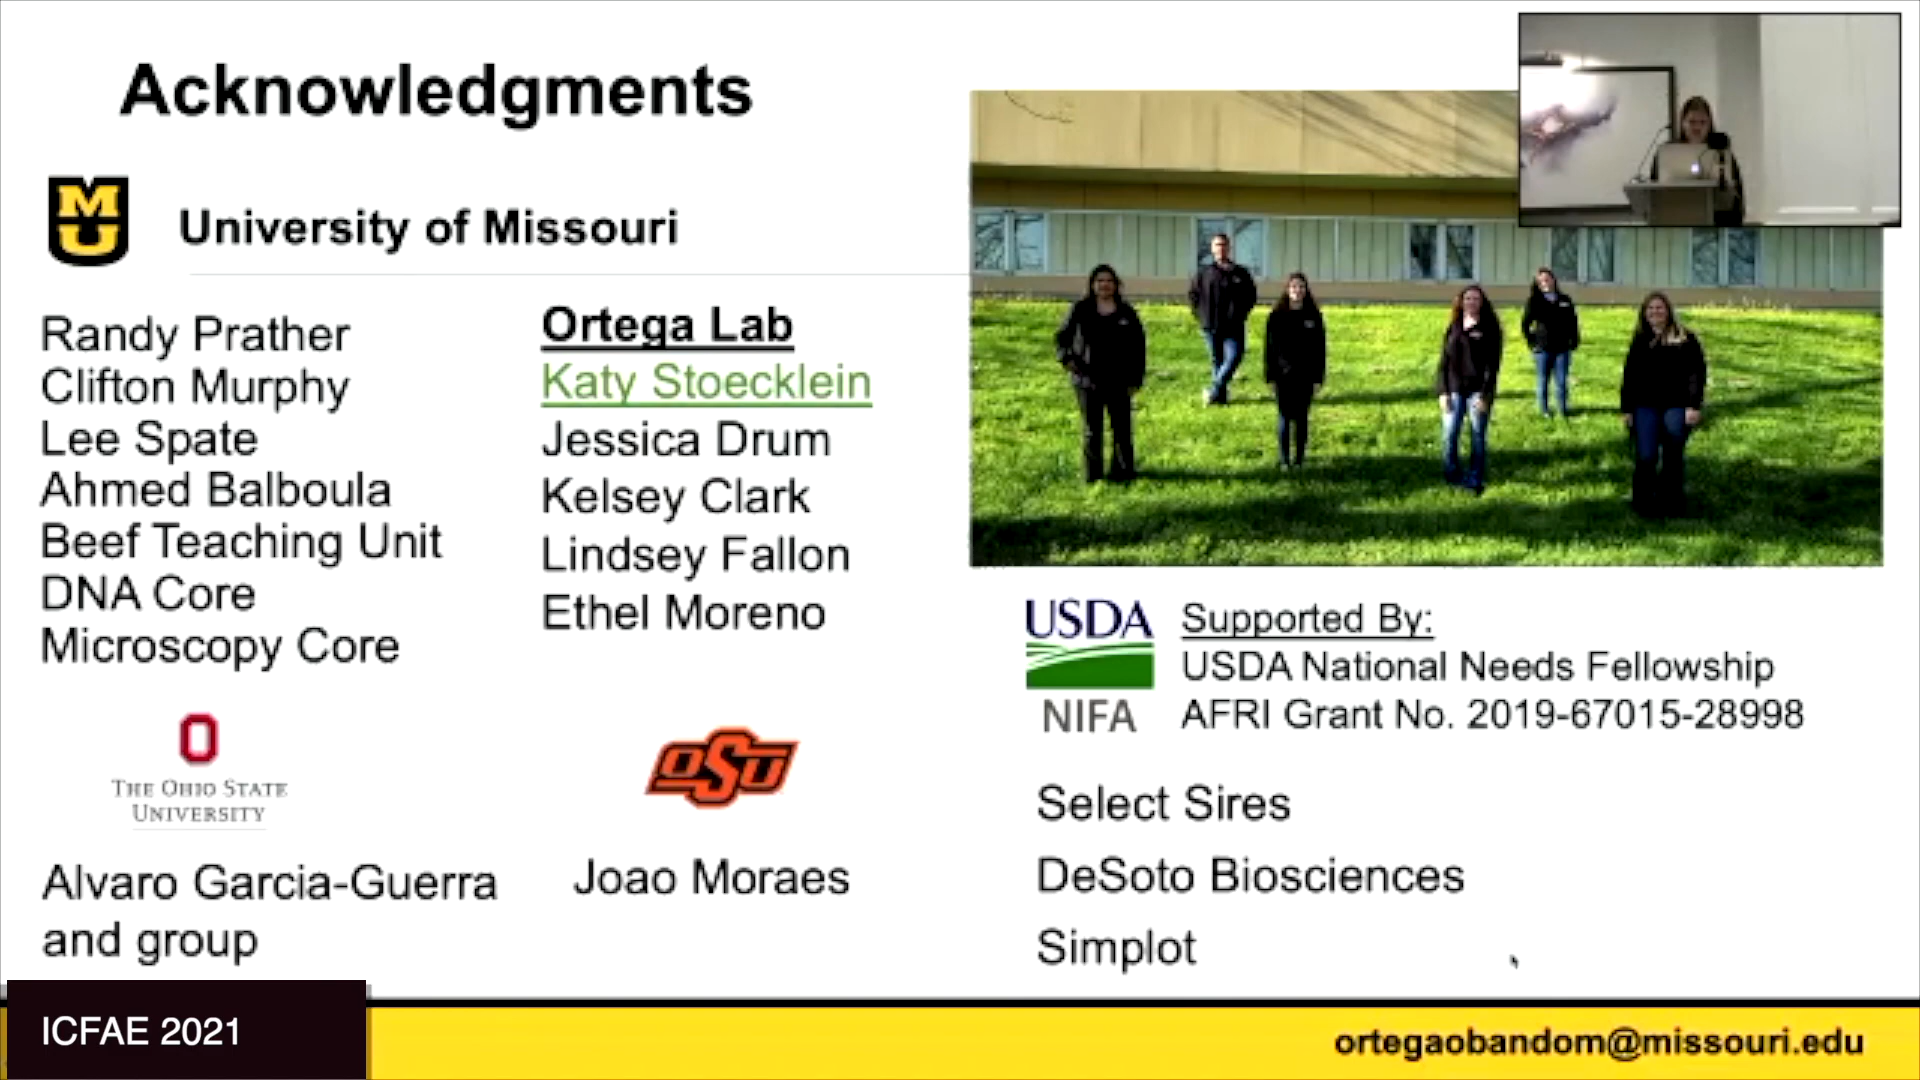 Acknowledgments
MU
University of Missouri
Randy Prather
Clifton Murphy
Lee Spate
Ahmed Balboula
Beef Teaching Unit
DNA Core
Microscopy Core
Ortega Lab
Katy Stoecklein
Jessica Drum
Kelsey Clark
Lindsey Fallon
Ethel Moreno
O
THE OHIO STATE
UNIVERSITY
Alvaro Garcia-Guerra
and group
OSU
Joao Moraes
USDA
NIFA
Supported By:
USDA National Needs Fellowship
AFRI Grant No. 2019-67015-28998
Select Sires
DeSoto Biosciences
Simplot
ICFAE 2021
ortegaobandom@missouri.edu